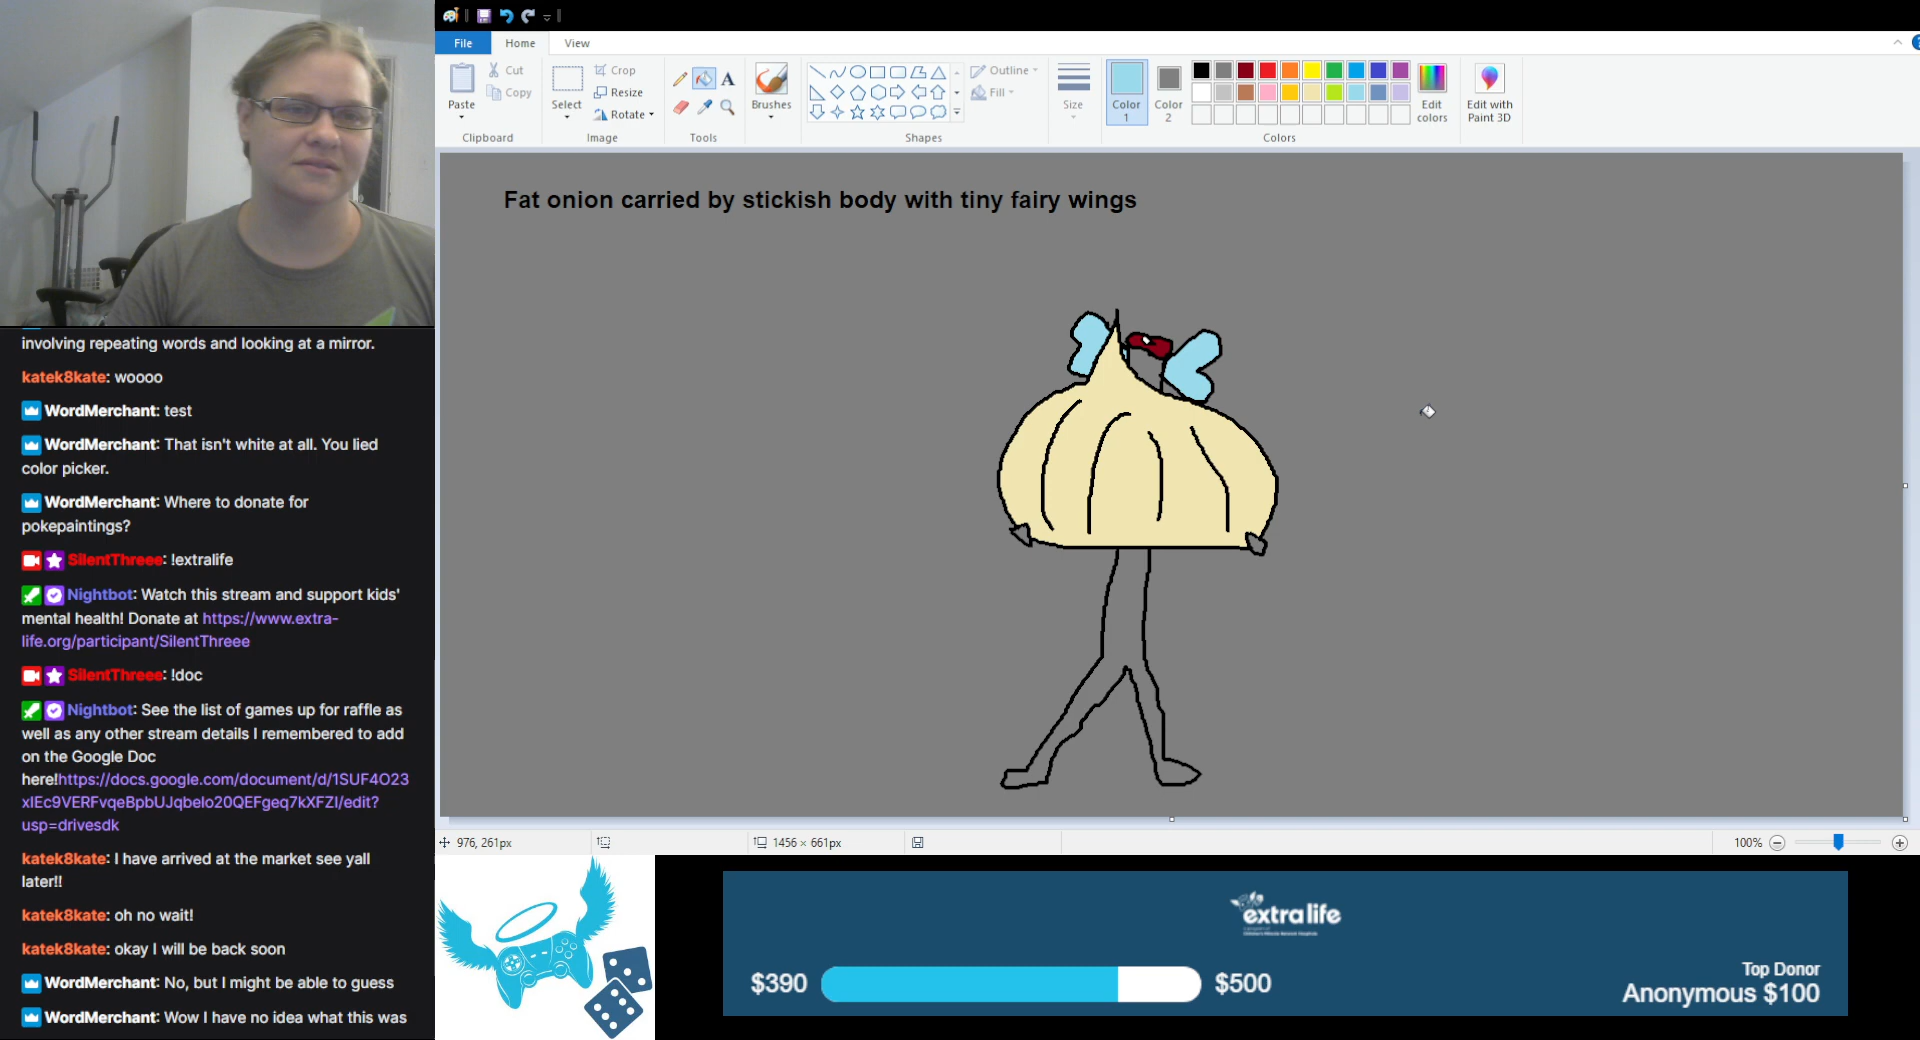 File
Home
View
Paste
Cut
Copy
Clipboard
Select
Crop
Resize
Rotate
Image
A
Tools
Brushes
Shapes
Outline
Fill
Size
Color 1
Color 2
Edit colors
Colors
Edit with Paint 3D
Fat onion carried by stickish body with tiny fairy wings
976, 261px
1456 × 661px
100%
involving repeating words and looking at a mirror.
katek8kate: woooo
WordMerchant: test
WordMerchant: That isn't white at all. You lied
color picker.
WordMerchant: Where to donate for
pokepaintings?
SilentThreee: !extralife
Nightbot: Watch this stream and support kids'
mental health! Donate at https://www.extra-
life.org/participant/SilentThreee
SilentThreee: !doc
Nightbot: See the list of games up for raffle as
well as any other stream details I remembered to add
on the Google Doc
here!https://docs.google.com/document/d/1SUF4O23
xlEc9VERFvqeBpbUJqbelo20QEFgeq7kXFZI/edit?
usp=drivesdk
katek8kate: I have arrived at the market see yall
later!!
katek8kate: oh no wait!
katek8kate: okay I will be back soon
WordMerchant: No, but I might be able to guess
WordMerchant: Wow I have no idea what this was
extra life
$390
$500
Top Donor
Anonymous $100